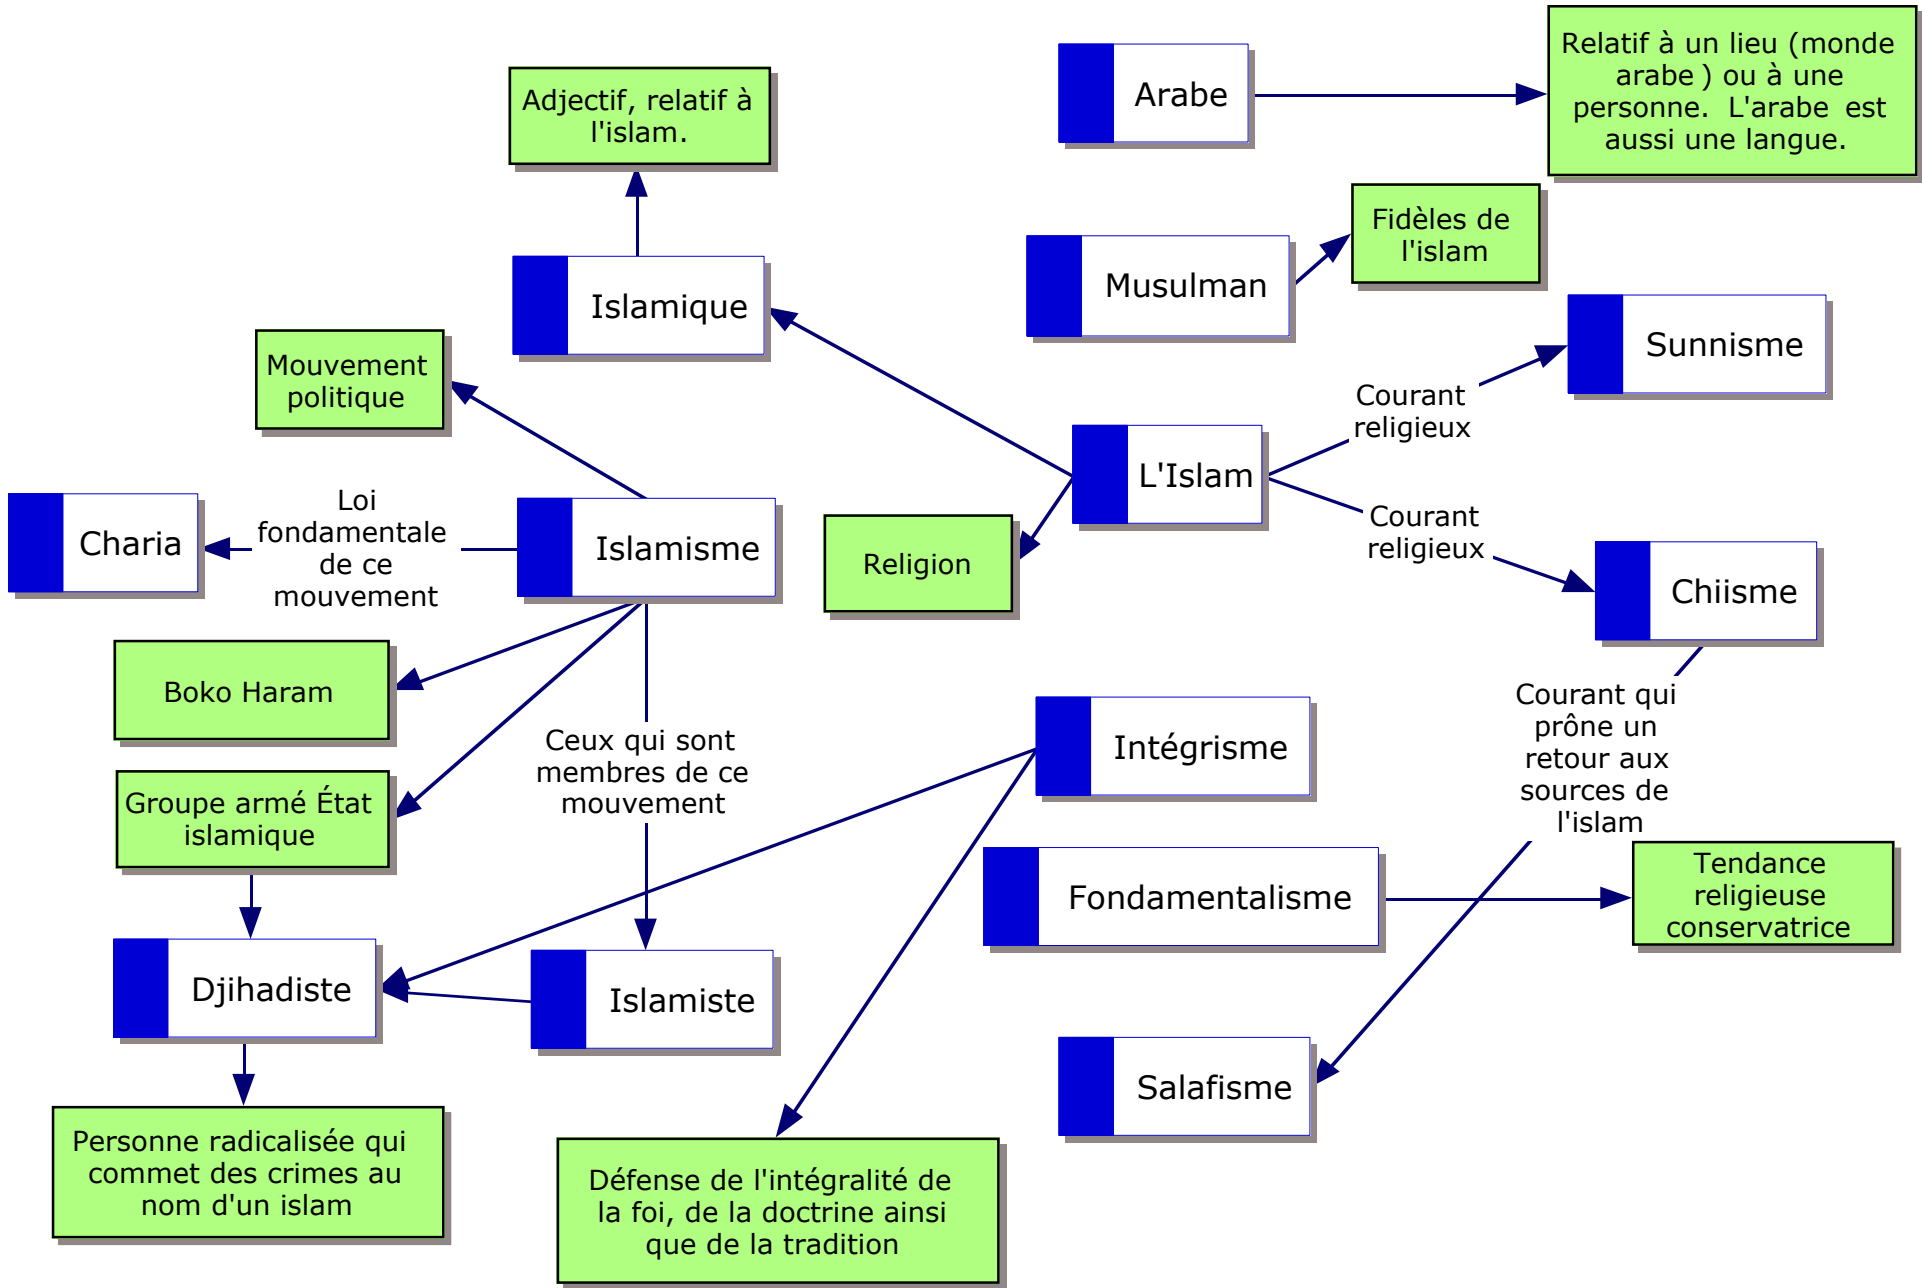 Relatif à un lieu (monde
arabe ) ou à une
personne.  L'arabe  est
aussi une langue.
Arabe
Adjectif, relatif à
l'islam.
Fidèles de
l'islam
Musulman
Islamique
Sunnisme
Mouvement
politique
Courant
religieux
L'Islam
Loi
fondamentale
de ce
mouvement
Charia
Islamisme
Religion
Courant
religieux
Chiisme
Boko Haram
Courant qui
prône un
retour aux
sources de
l'islam
Intégrisme
Ceux qui sont
membres de ce
mouvement
Groupe armé État
islamique
Fondamentalisme
Tendance
religieuse
conservatrice
Djihadiste
Islamiste
Salafisme
Personne radicalisée qui
commet des crimes au
nom d'un islam
Défense de l'intégralité de
la foi, de la doctrine ainsi
que de la tradition